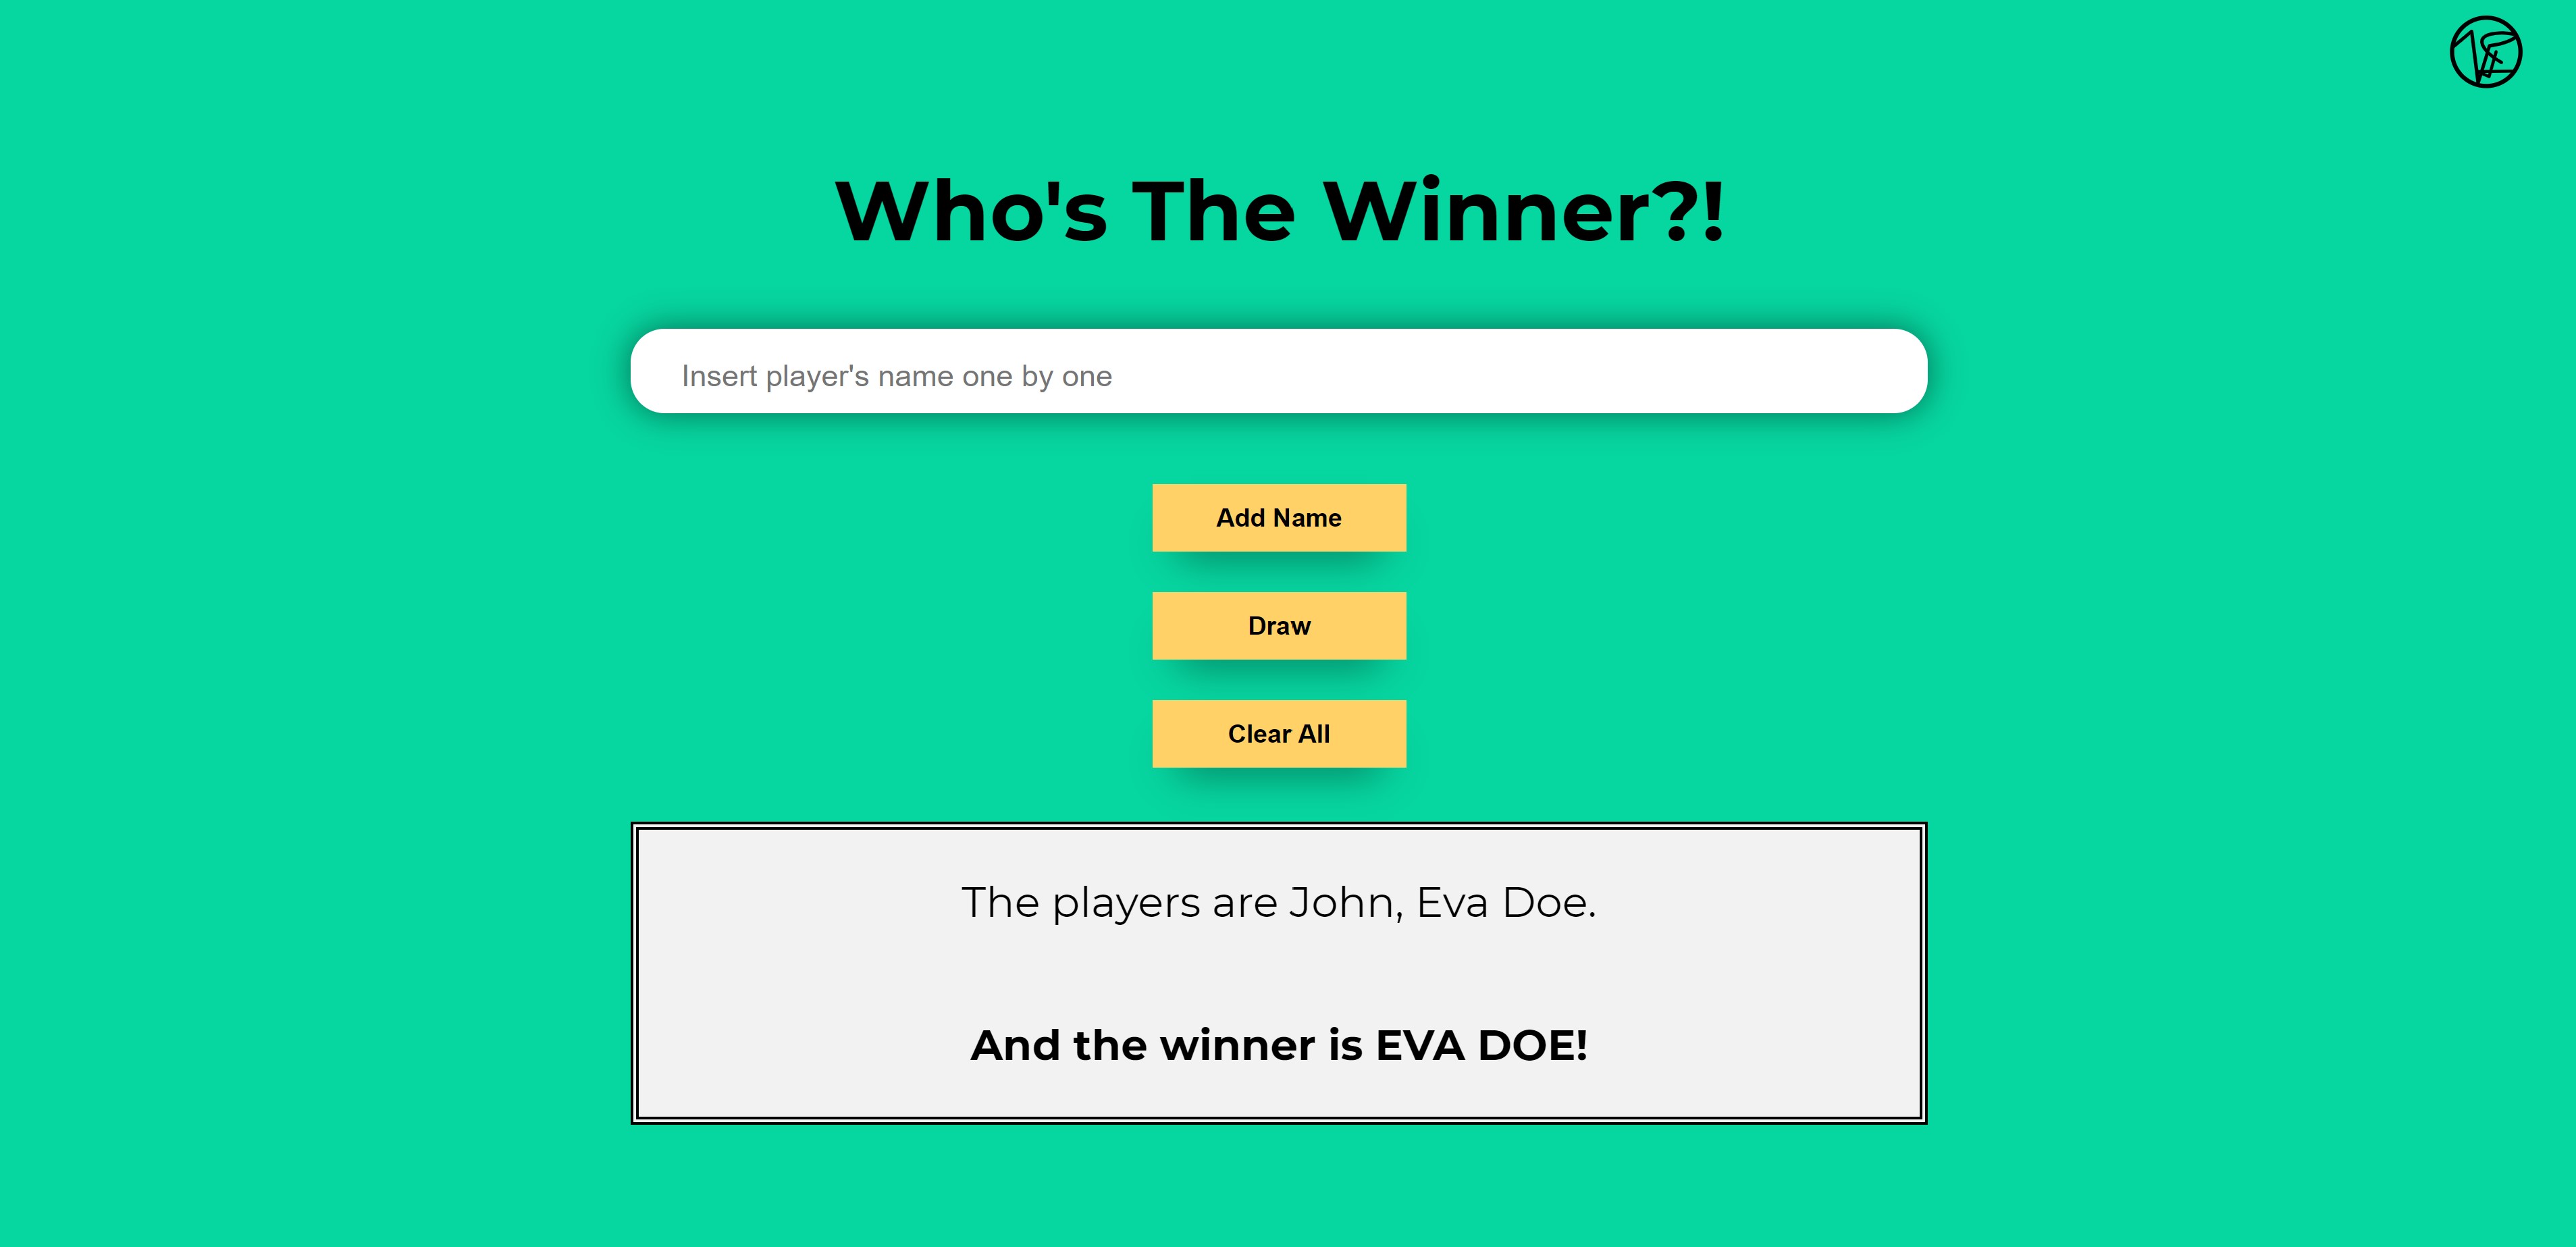 Who's The Winner?!
Insert player's name one by one
Add Name
Draw
Clear All
The players are John, Eva Doe.
And the winner is EVA DOE!